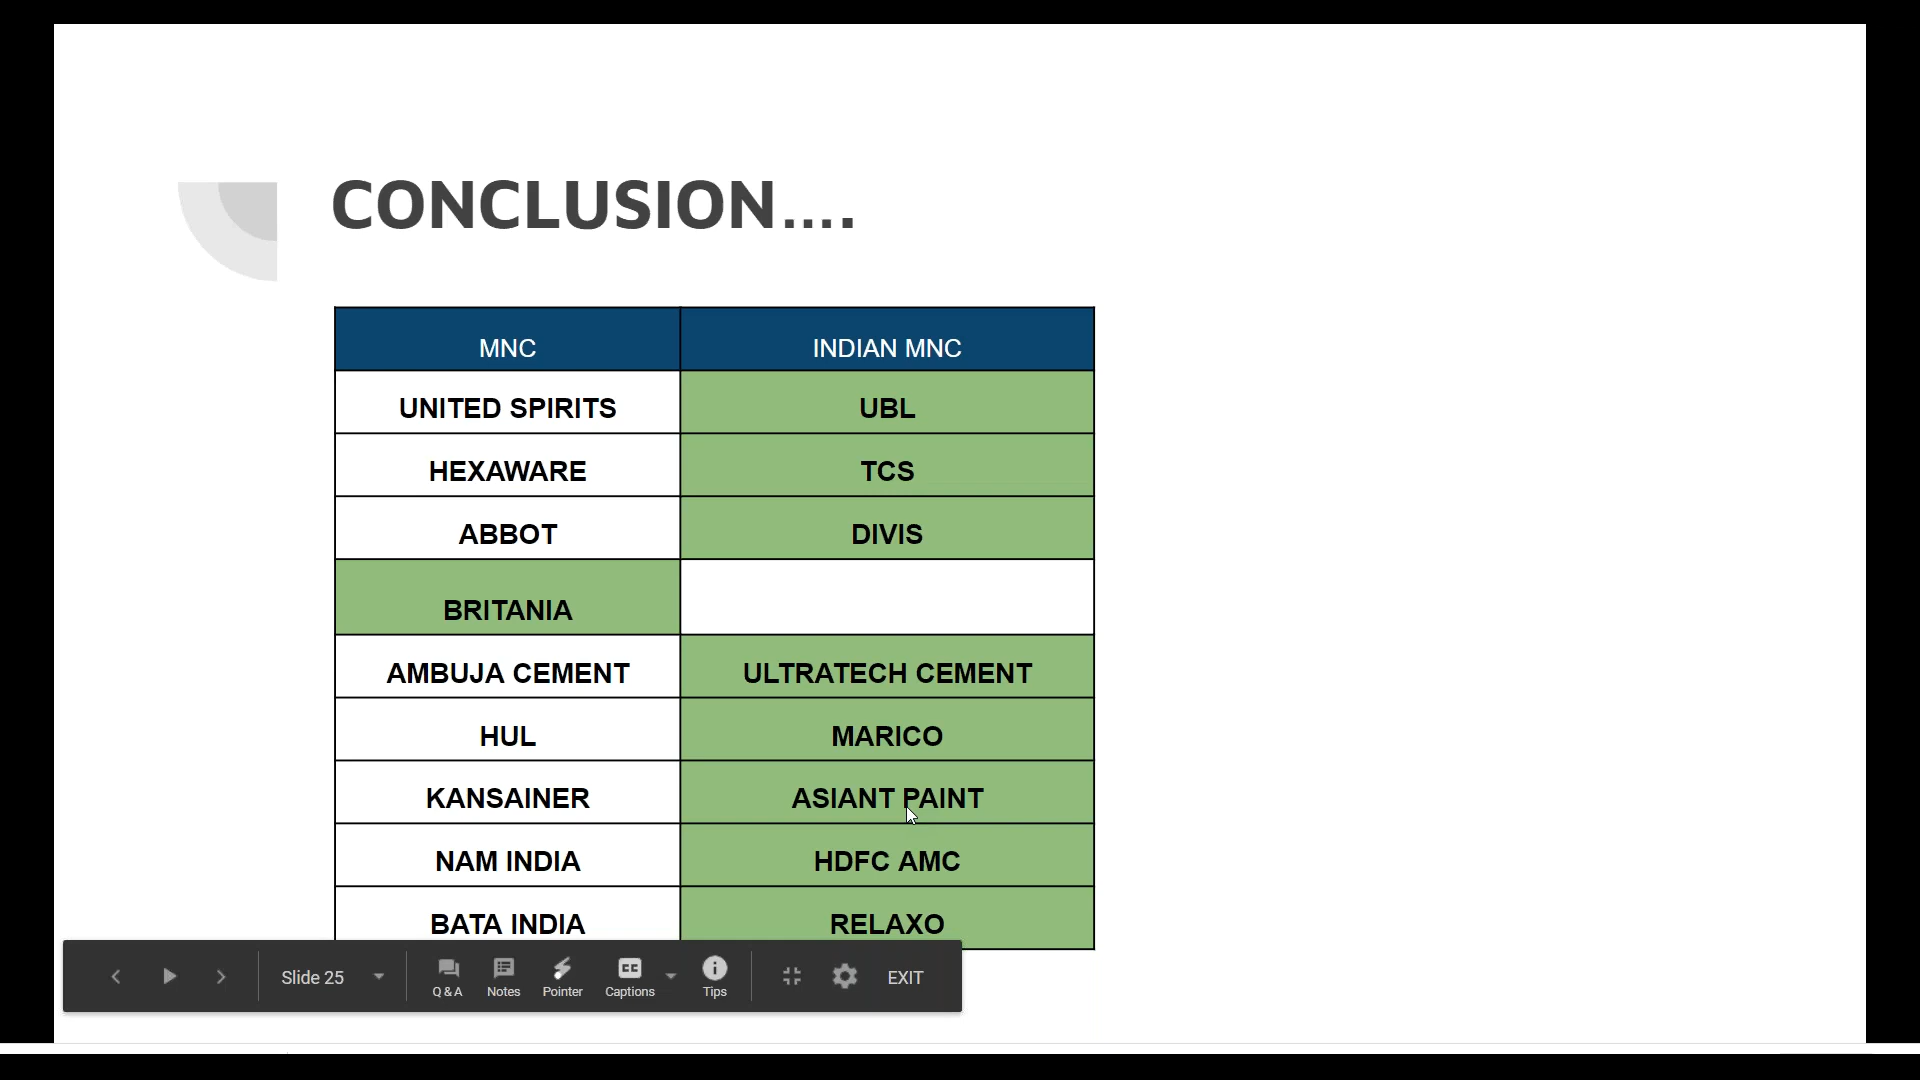 CONCLUSION....
MNC INDIAN MNC
UNITED SPIRITS UBL
HEXAWARE TCS
ABBOT DIVIS
BRITANIA
AMBUJA CEMENT ULTRATECH CEMENT
HUL MARICO
KANSAINER ASIANT PAINT
NAM INDIA HDFC AMC
BATA INDIA RELAXO
Slide 25 Q & A Notes Pointer Captions Tips EXIT